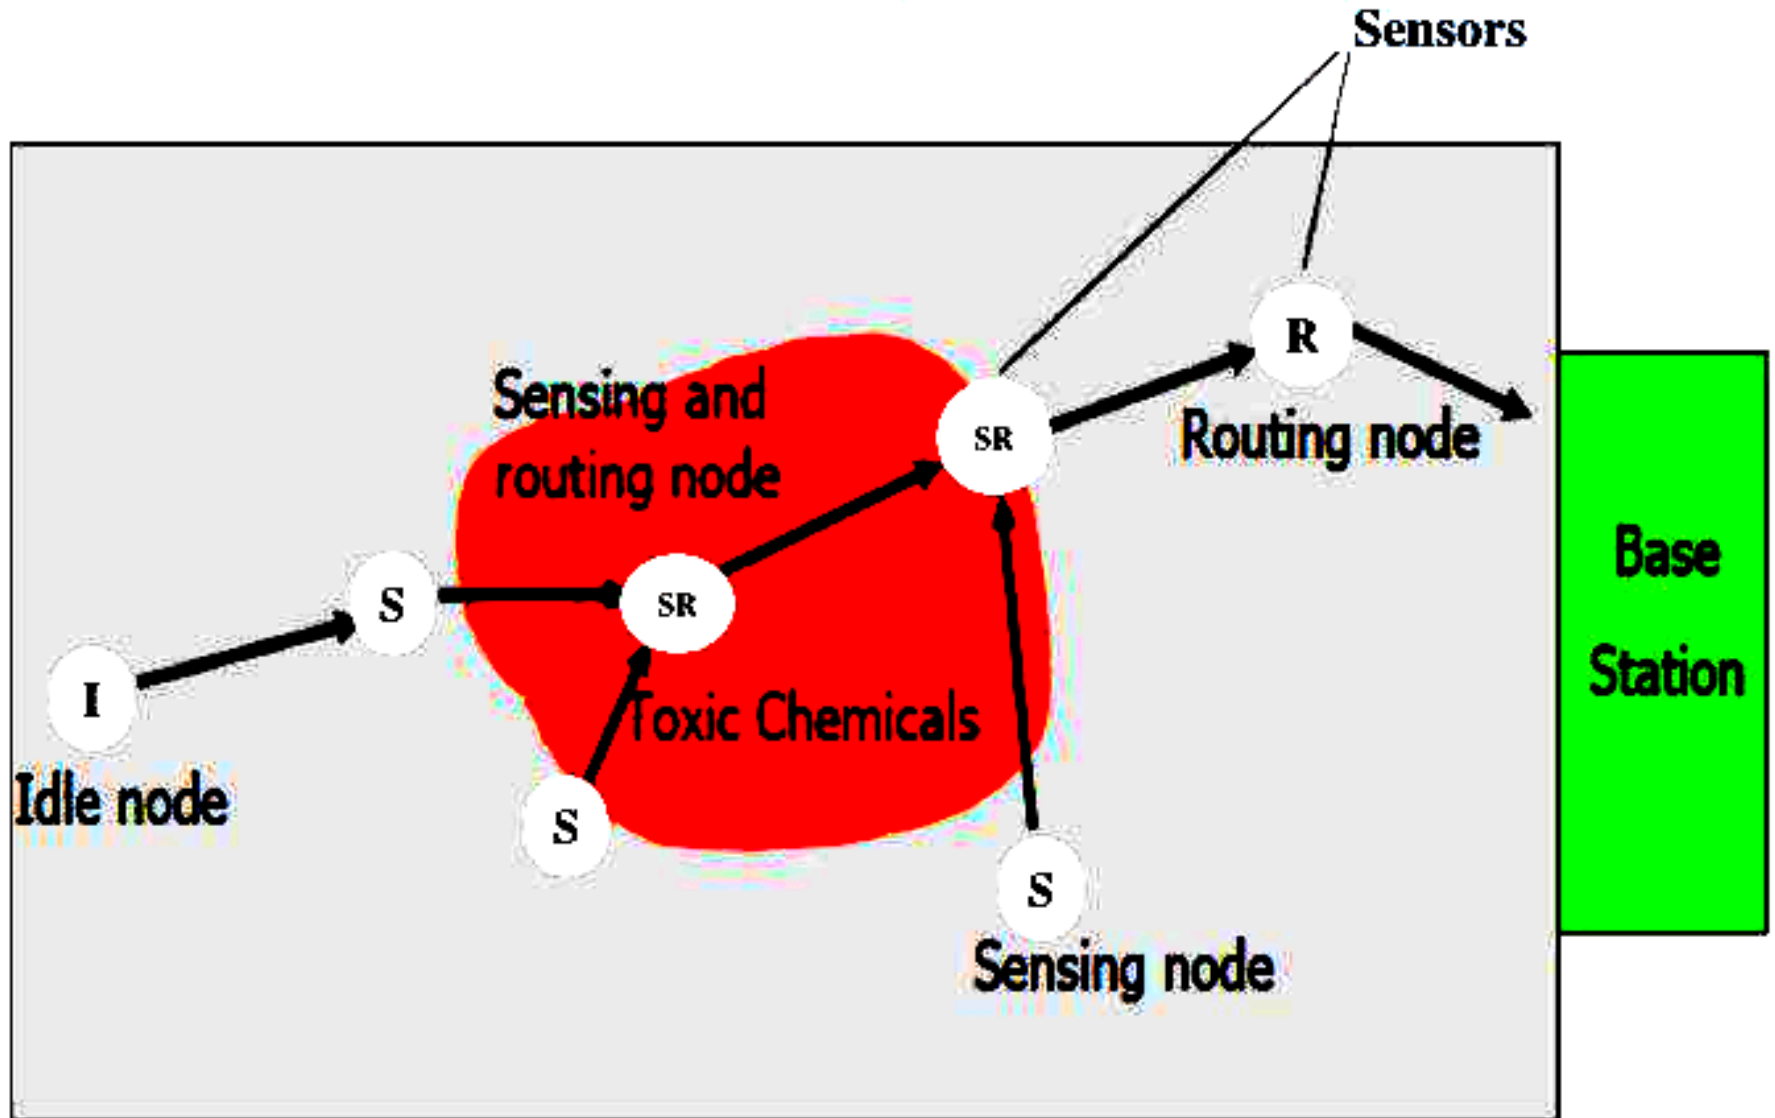 Sensors
R
Sensing and
routing node
SR
Routing node
Base
Station
S
SR
I
Toxic Chemicals
Idle node
S
S
Sensing node